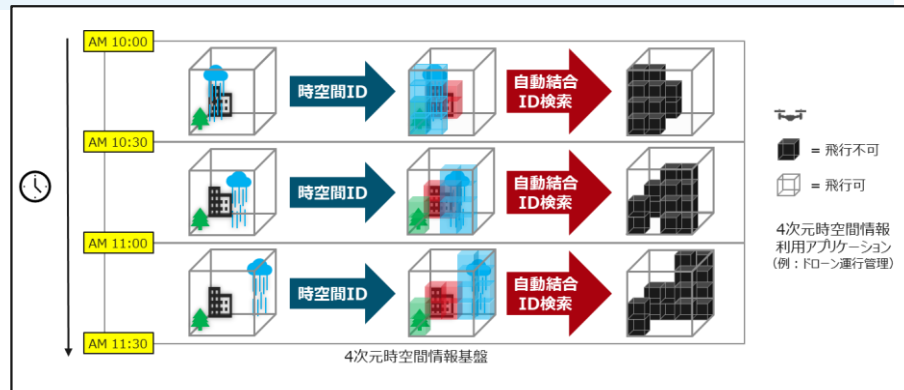 AM 10:00
時空間ID
自動結合
ID検索
AM 10:30
時空間ID
自動結合
ID検索
AM 11:00
時空間ID
自動結合
ID検索
AM 11:30
4次元時空間情報基盤
= 飛行不可
= 飛行可
4次元時空間情報
利用アプリケーション
(例：ドローン運行管理)